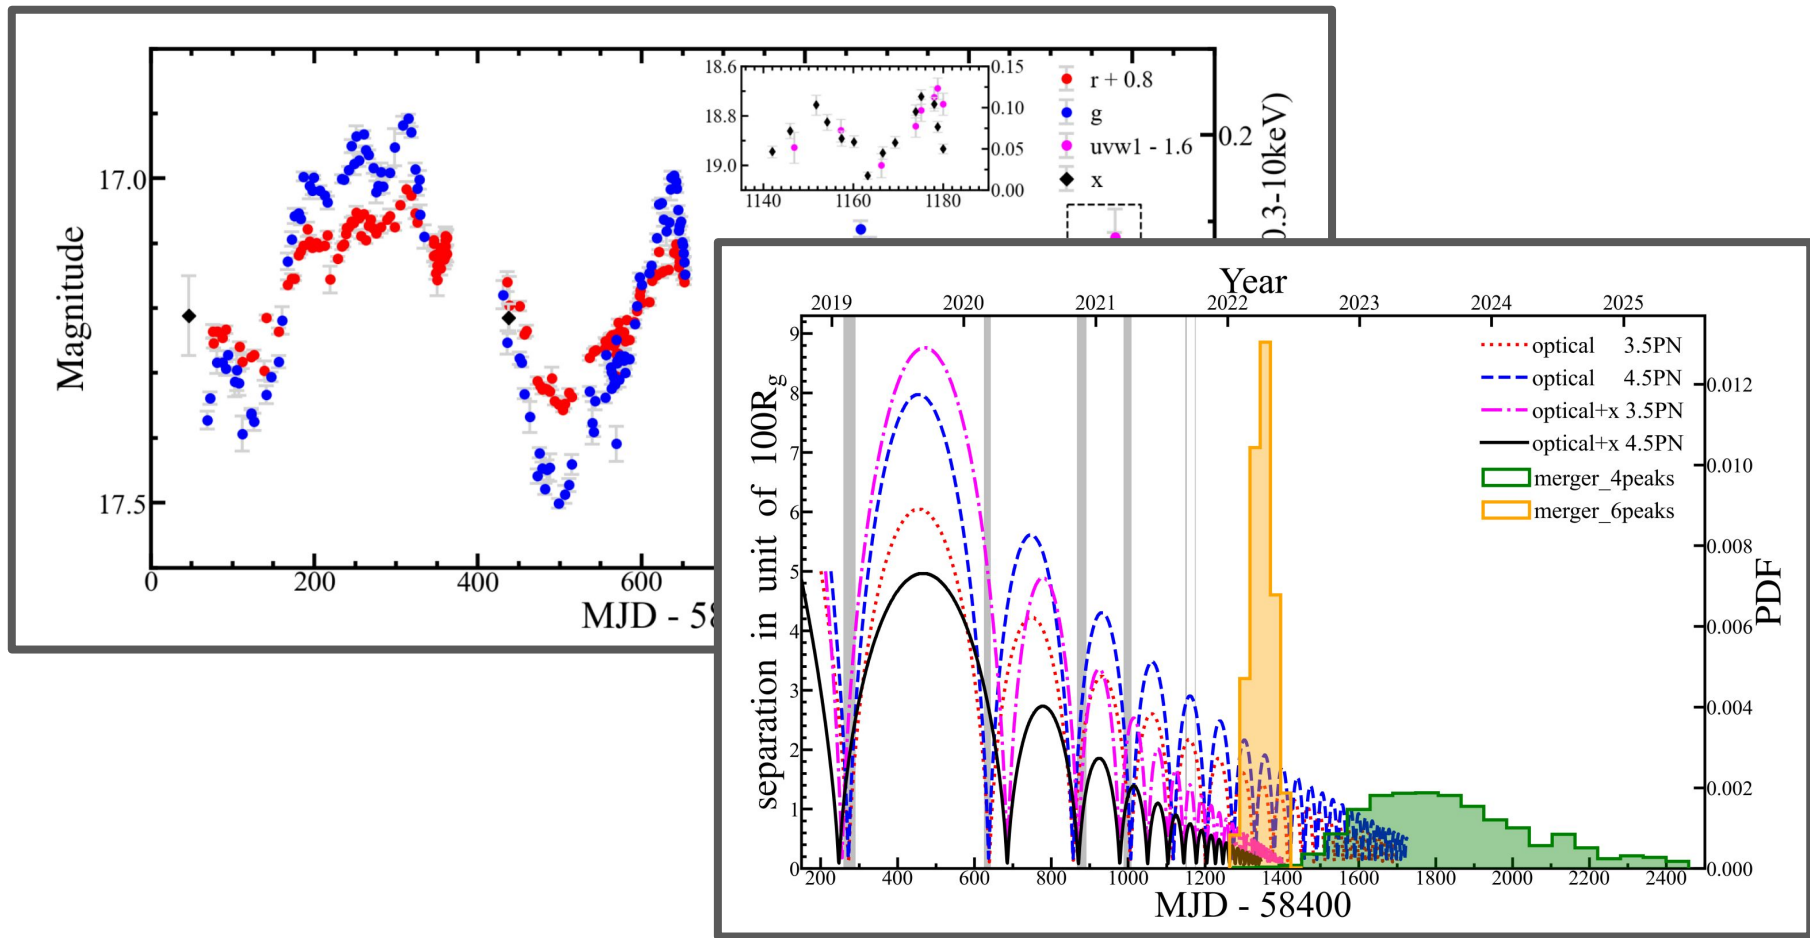 18.6
0.15
18.8
0.10
0.05
19.0
0.00
1140 1160 1180
r + 0.8
g
uvw1 - 1.6
x
0.2
0.3-10keV)
17.0
17.5
Magnitude
0 200 400 600
MJD - 58
Year
2019 2020 2021 2022 2023 2024 2025
9
8
7
6
5
4
3
2
1
0
separation in unit of 100Rg
optical 3.5PN
optical 4.5PN
optical+x 3.5PN
optical+x 4.5PN
merger_4peaks
merger_6peaks
0.012
0.010
0.008
0.006
0.004
0.002
0.000
PDF
200 400 600 800 1000 1200 1400 1600 1800 2000 2200 2400
MJD - 58400